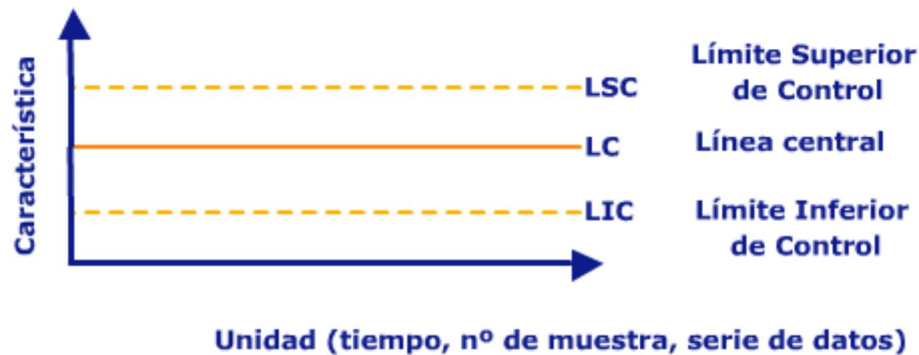 Característica
LSC
Límite Superior
de Control
LC
Línea central
LIC
Límite Inferior
de Control
Unidad (tiempo, nº de muestra, serie de datos)